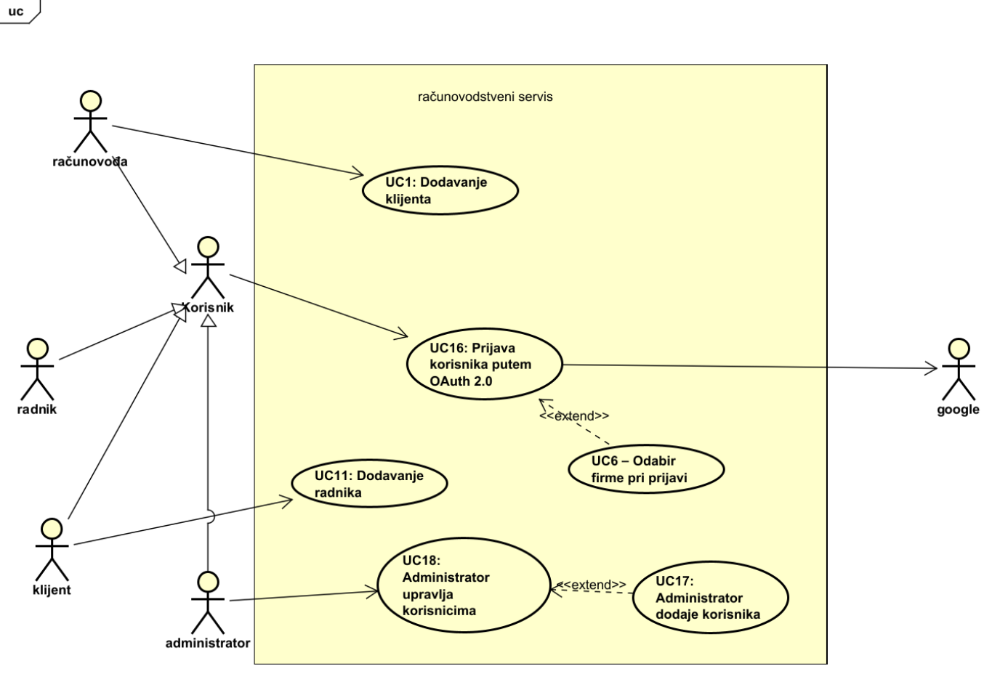 uc
računovodstveni servis
računovođa
UC1: Dodavanje
klijenta
Korisnik
UC16: Prijava
korisnika putem
OAuth 2.0
radnik
google
<<extend>>
UC6 – Odabir
firme pri prijavi
UC11: Dodavanje
radnika
klijent
UC18:
Administrator
upravlja
korisnicima
<<extend>>
UC17:
Administrator
dodaje korisnika
administrator